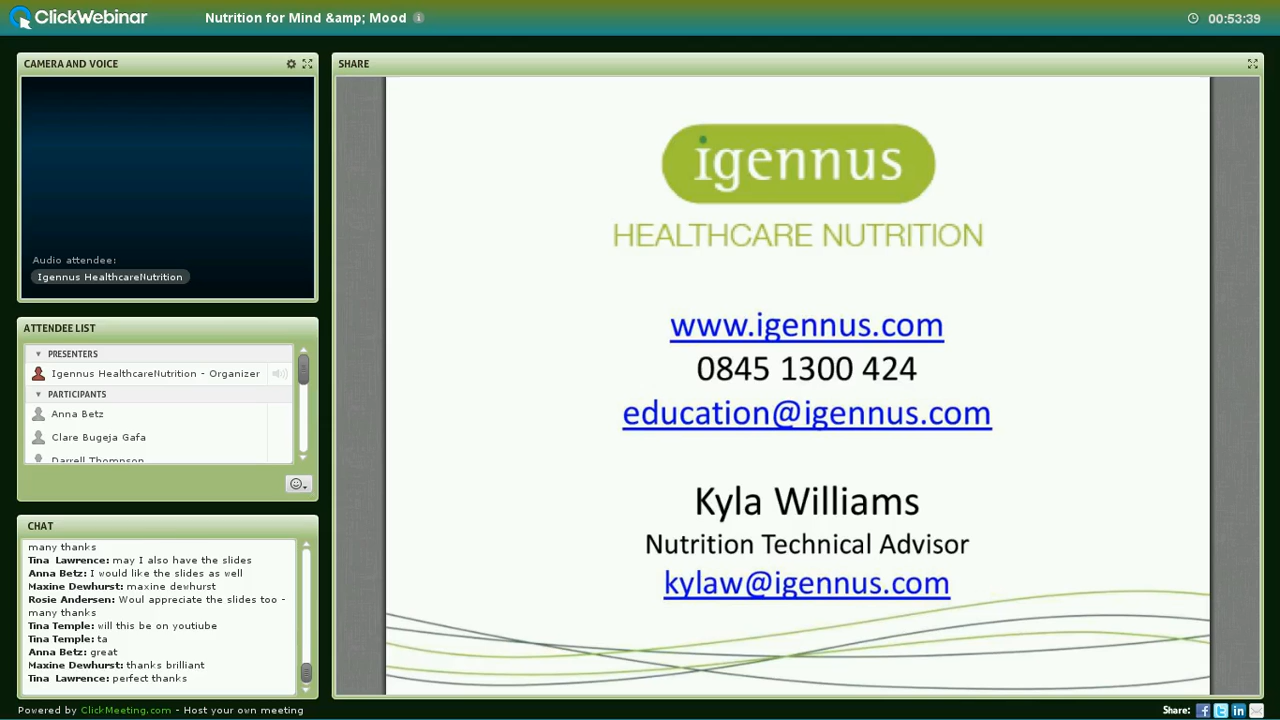 ClickWebinar
Nutrition for Mind &amp; Mood
00:53:39
CAMERA AND VOICE
Audio attendee:
Igennus HealthcareNutrition
ATTENDEE LIST
PRESENTERS
Igennus HealthcareNutrition - Organizer
PARTICIPANTS
Anna Betz
Clare Bugeja Gafa
Darrell Thompson
CHAT
many thanks
Tina Lawrence: may I also have the slides
Anna Betz: I would like the slides as well
Maxine Dewhurst: maxine dewhurst
Rosie Andersen: Woul appreciate the slides too -
many thanks
Tina Temple: will this be on youtiube
Tina Temple: ta
Anna Betz: great
Maxine Dewhurst: thanks brilliant
Tina Lawrence: perfect thanks
SHARE
igennus
HEALTHCARE NUTRITION
www.igennus.com
0845 1300 424
education@igennus.com
Kyla Williams
Nutrition Technical Advisor
kylaw@igennus.com
Powered by ClickMeeting.com - Host your own meeting
Share: